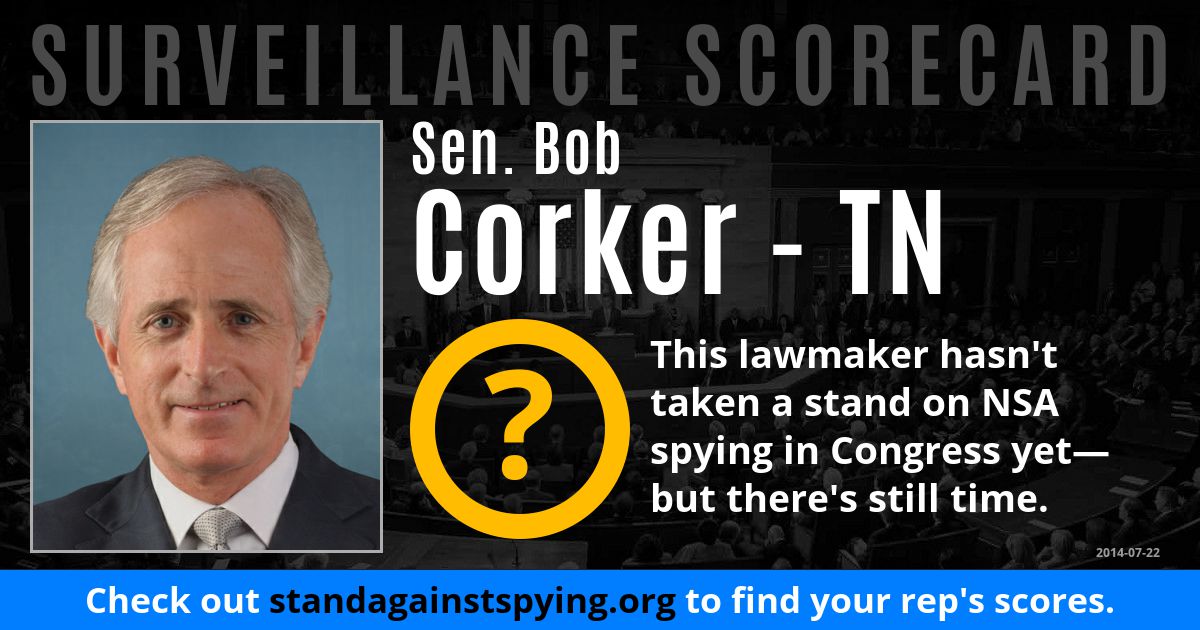 SURVEILLANCE SCORECARD
Sen. Bob
Corker - TN
?
This lawmaker hasn't
taken a stand on NSA
spying in Congress yet—
but there's still time.
2014-07-22
Check out standagainstspying.org to find your rep's scores.